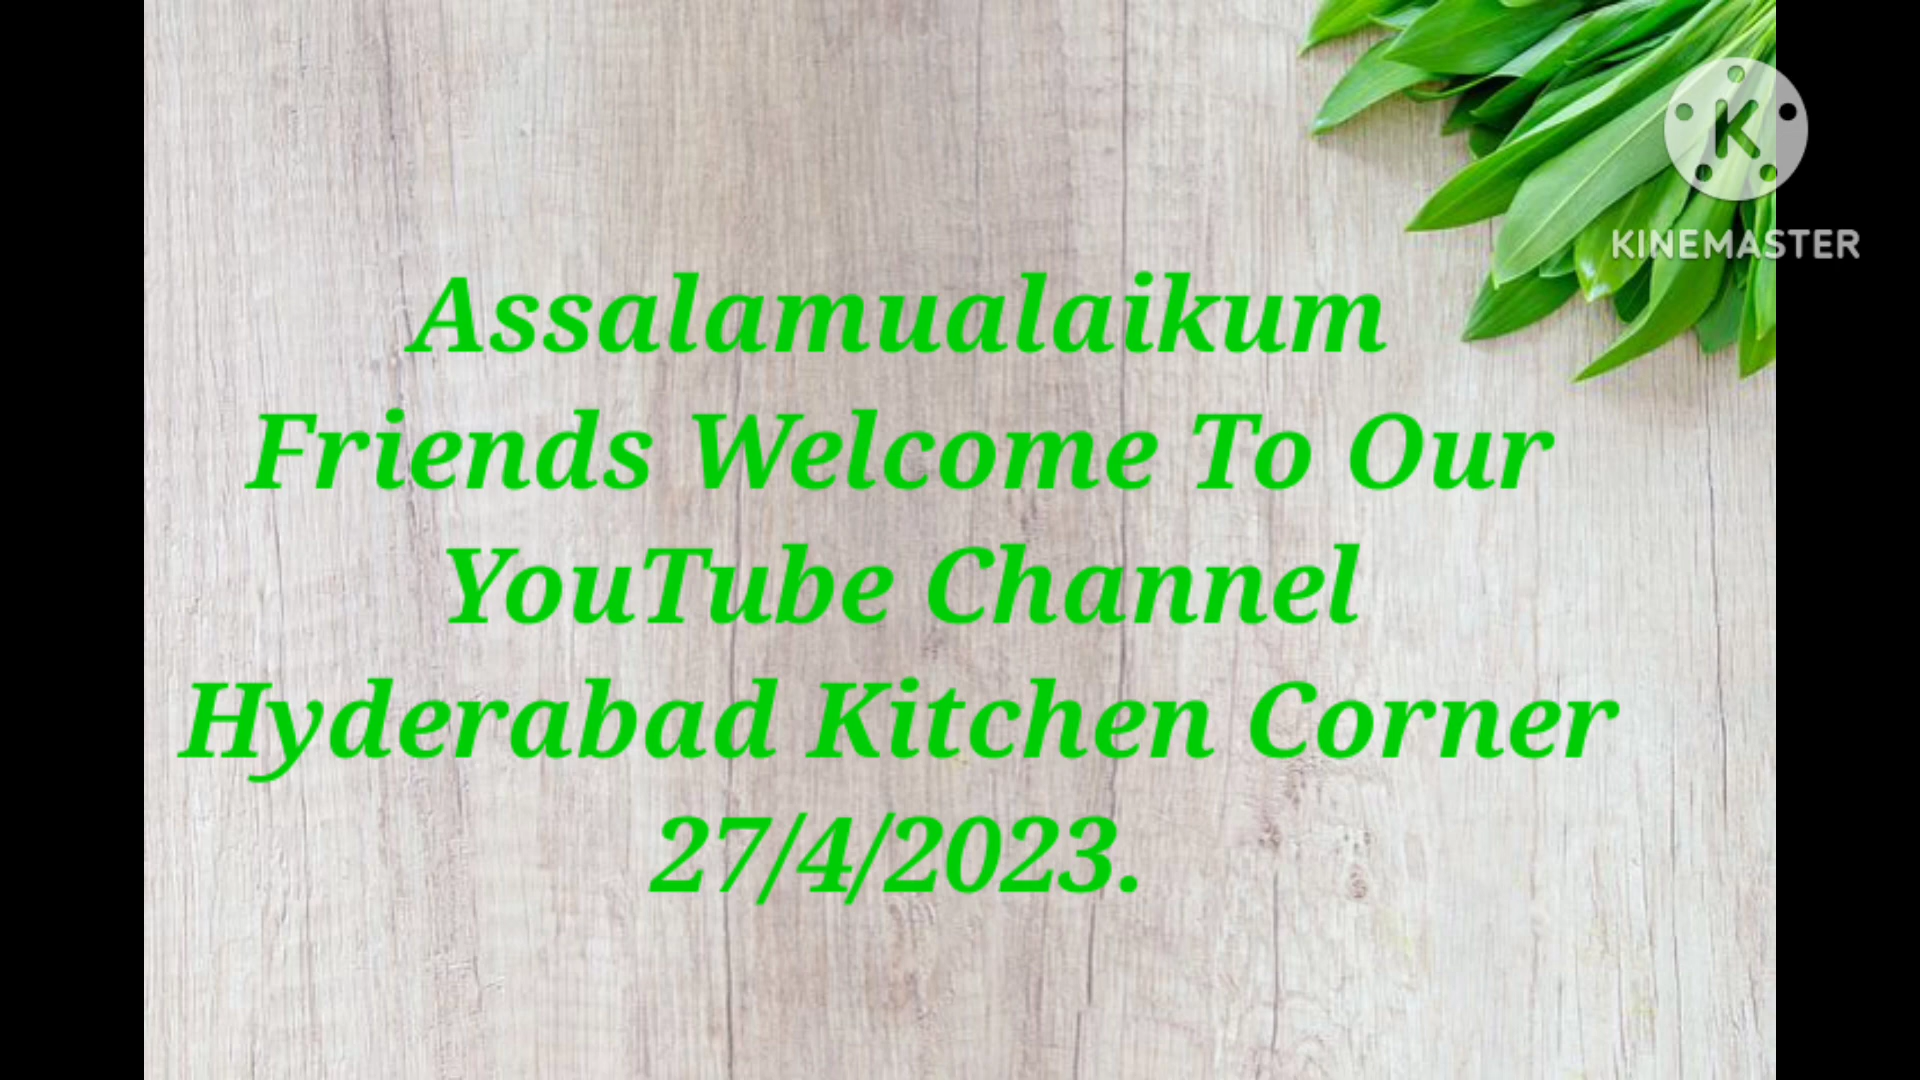 K
KINEMASTER
Assalamualaikum
Friends Welcome To Our
YouTube Channel
Hyderabad Kitchen Corner
27/4/2023.